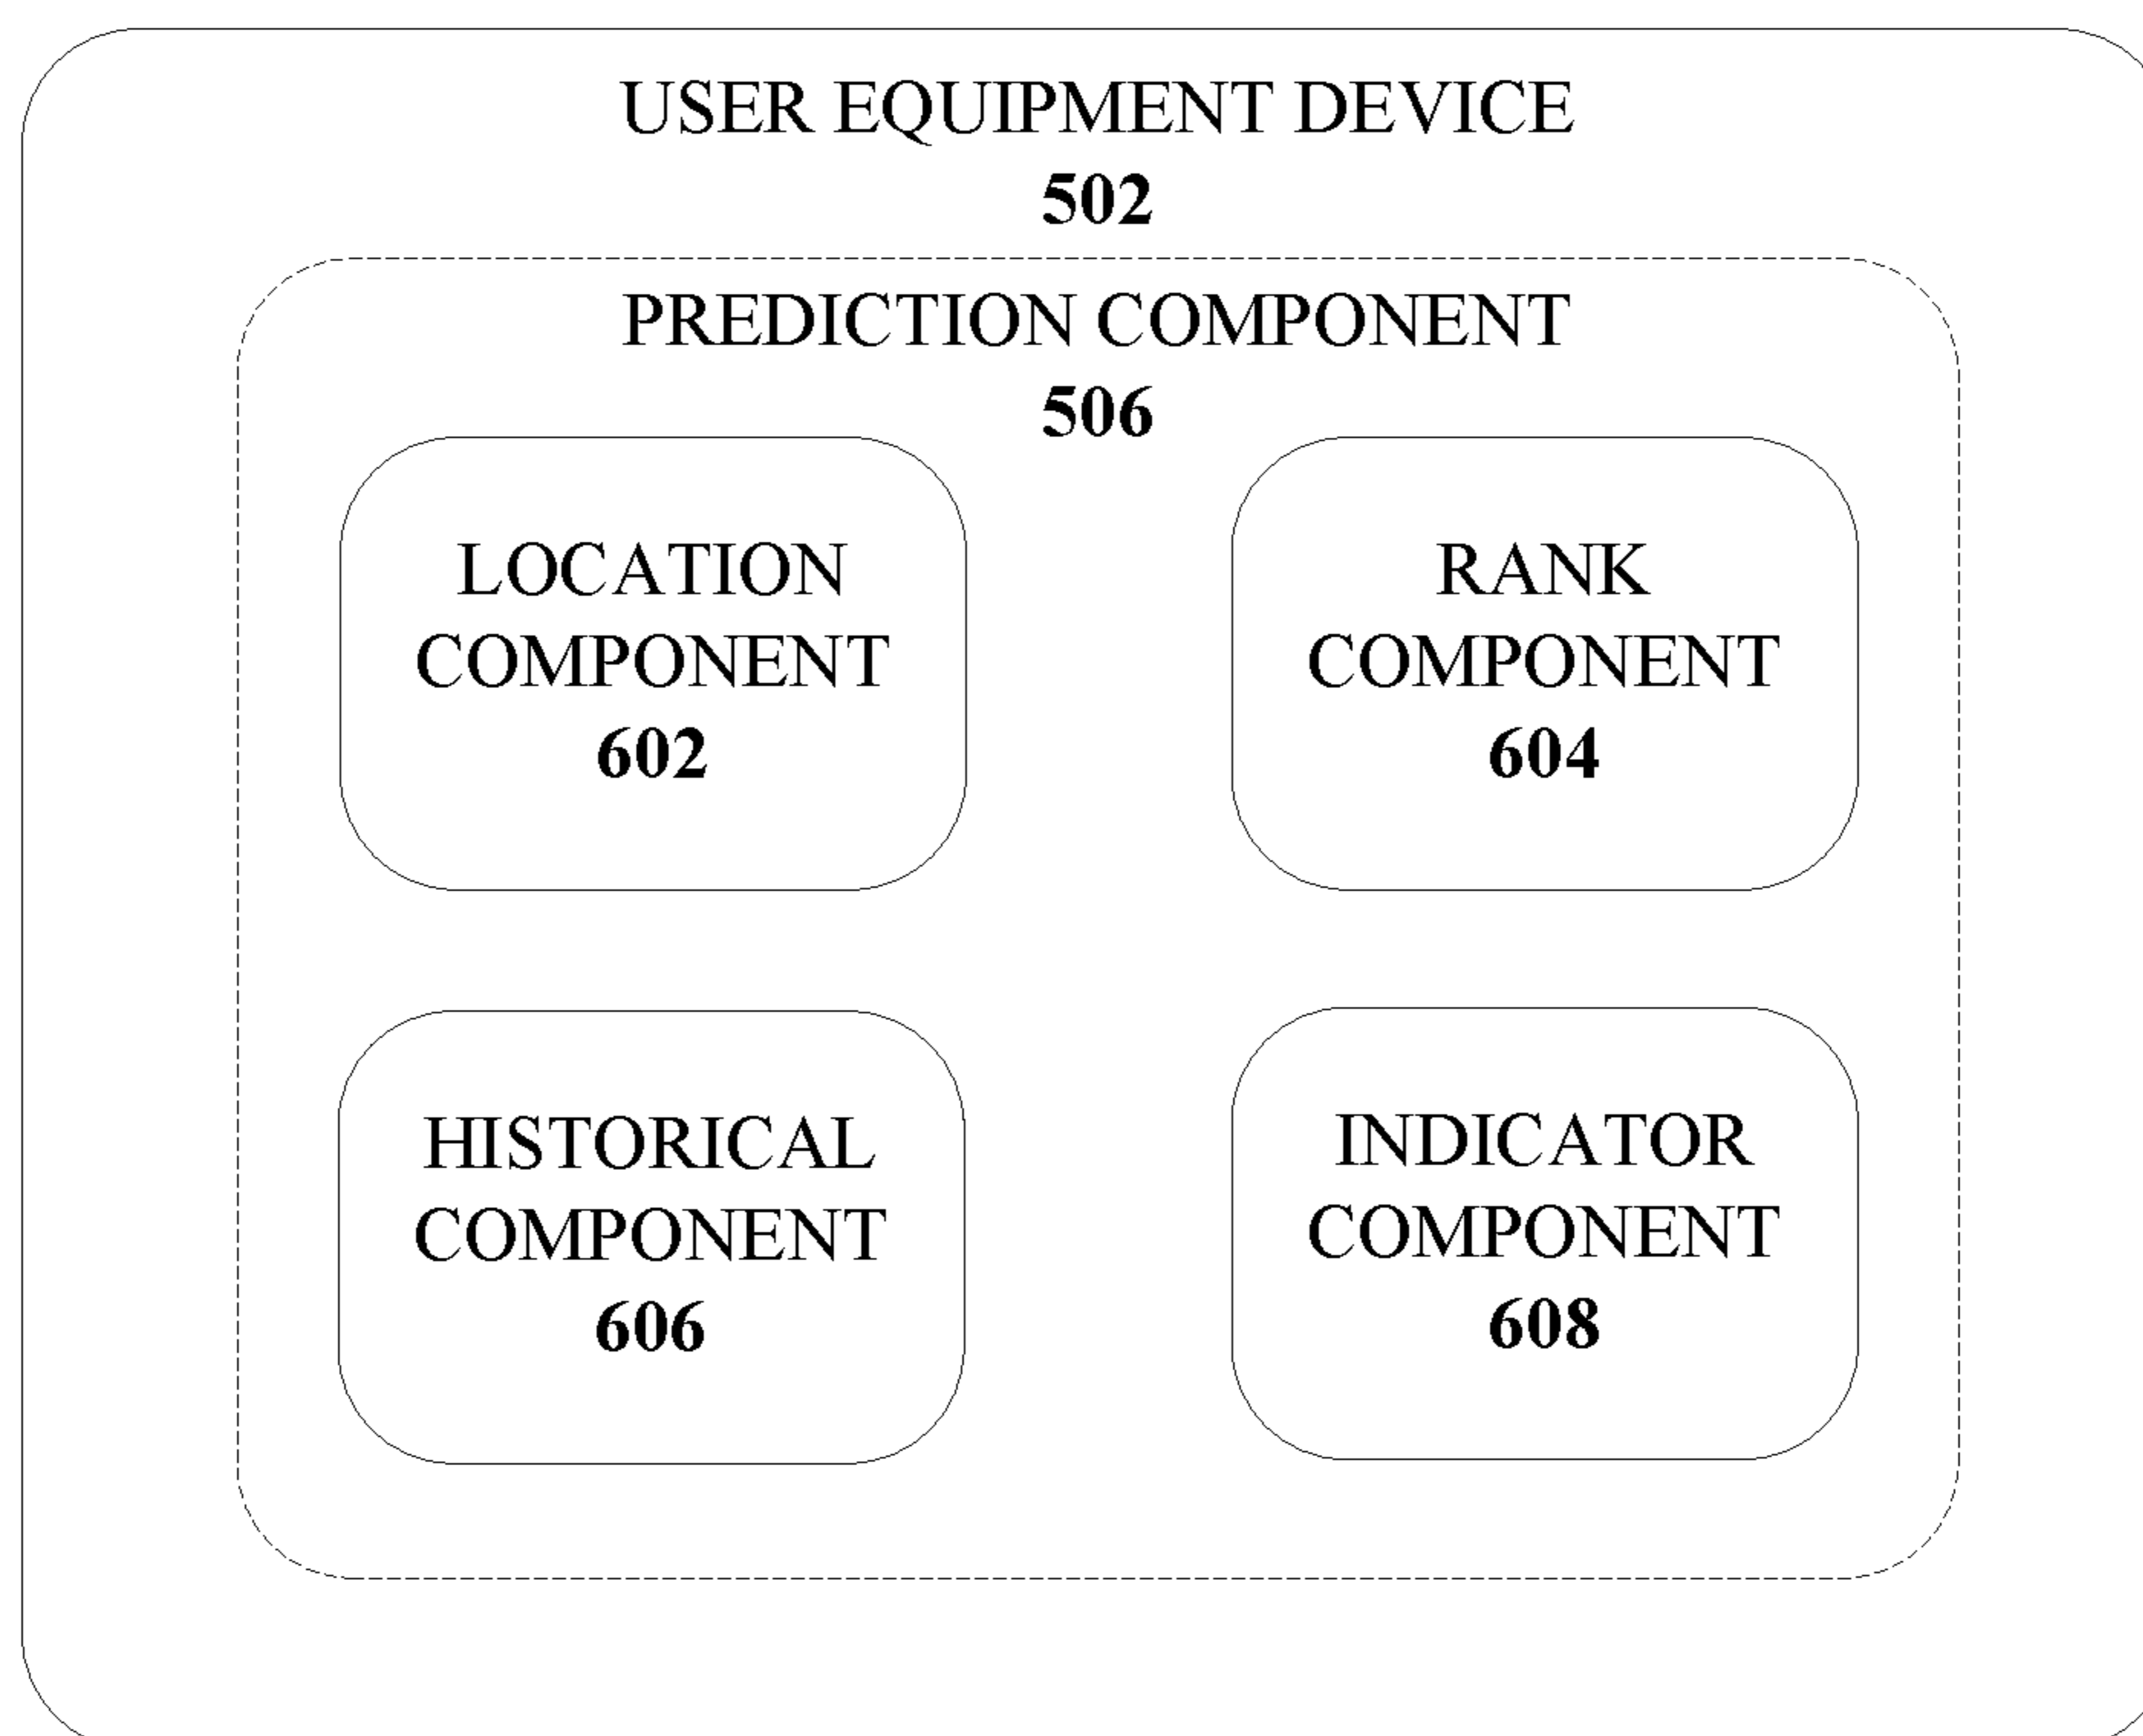 USER EQUIPMENT DEVICE
502
PREDICTION COMPONENT
506
LOCATION
COMPONENT
602
RANK
COMPONENT
604
HISTORICAL
COMPONENT
606
INDICATOR
COMPONENT
608